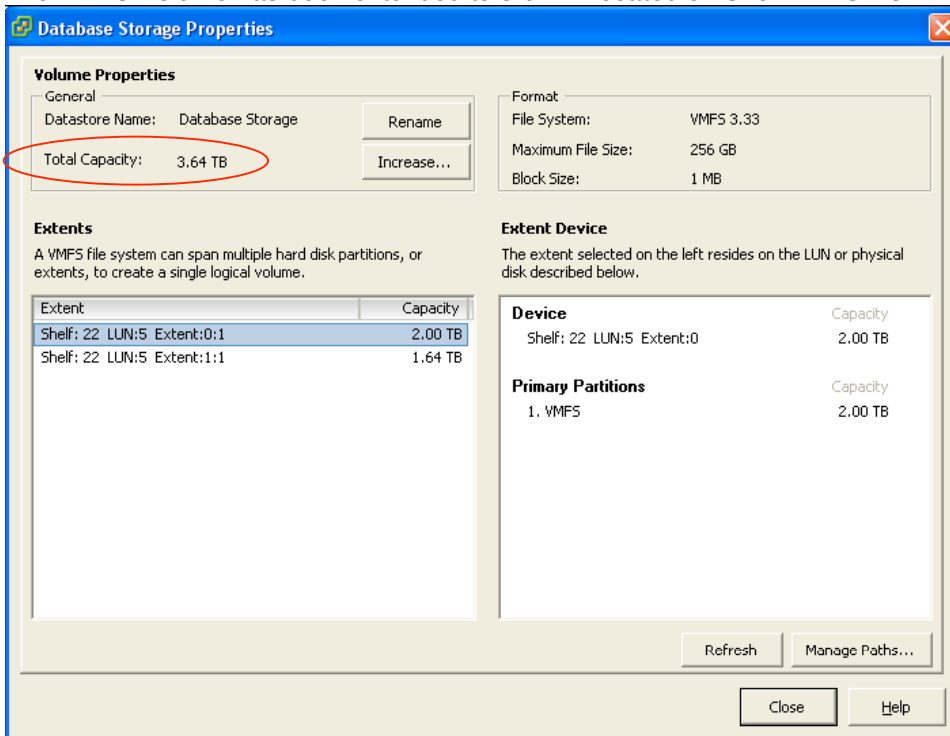 Database Storage Properties
Volume Properties
General
Datastore Name: Database Storage
Rename
Total Capacity: 3.64 TB
Increase...
Format
File System: VMFS 3.33
Maximum File Size: 256 GB
Block Size: 1 MB
Extents
A VMFS file system can span multiple hard disk partitions, or
extents, to create a single logical volume.
Extent Capacity
Shelf: 22 LUN:5 Extent:0:1 2.00 TB
Shelf: 22 LUN:5 Extent:1:1 1.64 TB
Extent Device
The extent selected on the left resides on the LUN or physical
disk described below.
Device Capacity
Shelf: 22 LUN:5 Extent:0 2.00 TB
Primary Partitions Capacity
1. VMFS 2.00 TB
Refresh
Manage Paths...
Close
Help